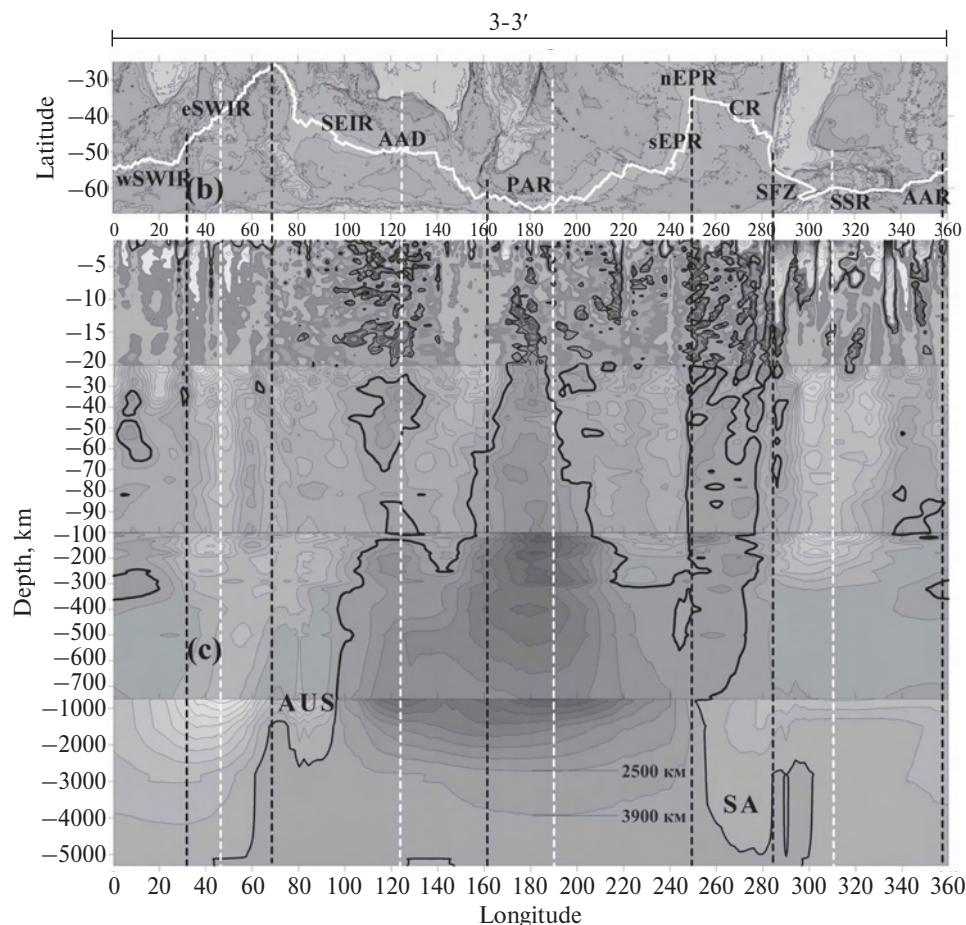 3-3′
Latitude
−30
−40
−50
−60
nEPR
eSWIR
CR
SEIR
AAD
sEPR
wSWIR
(b)
PAR
SFZ
SSR
AAR
0 20 40 60 80 100 120 140 160 180 200 220 240 260 280 300 320 340 360
Depth, km
−5
−10
−15
−20
−30
−40
−50
−60
−70
−80
−90
−100
−200
−300
−400
−500
−600
−700
−1000
−2000
−3000
−4000
−5000
(c)
AUS
2500 км
SA
3900 км
0 20 40 60 80 100 120 140 160 180 200 220 240 260 280 300 320 340 360
Longitude